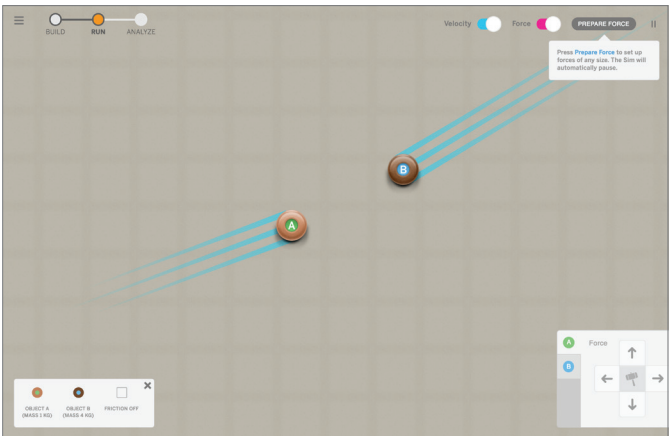 BUILD
RUN
ANALYZE
Velocity
Force
PREPARE FORCE
Press Prepare Force to set up
forces of any size. The Sim will
automatically pause.
B
A
A
Force
B
OBJECT A
(MASS 1 KG)
OBJECT B
(MASS 4 KG)
FRICTION OFF